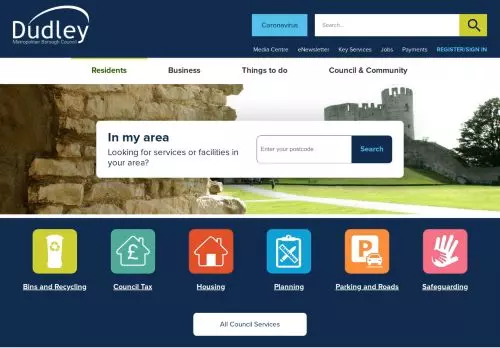 Dudley
Metropolitan Borough Council
Coronavirus
Search...
Media Centre eNewsletter Key Services Jobs Payments REGISTER/SIGN IN
Residents Business Things to do Council & Community
In my area
Looking for services or facilities in
your area?
Enter your postcode
Search
£
P
Bins and Recycling Council Tax Housing Planning Parking and Roads Safeguarding
All Council Services